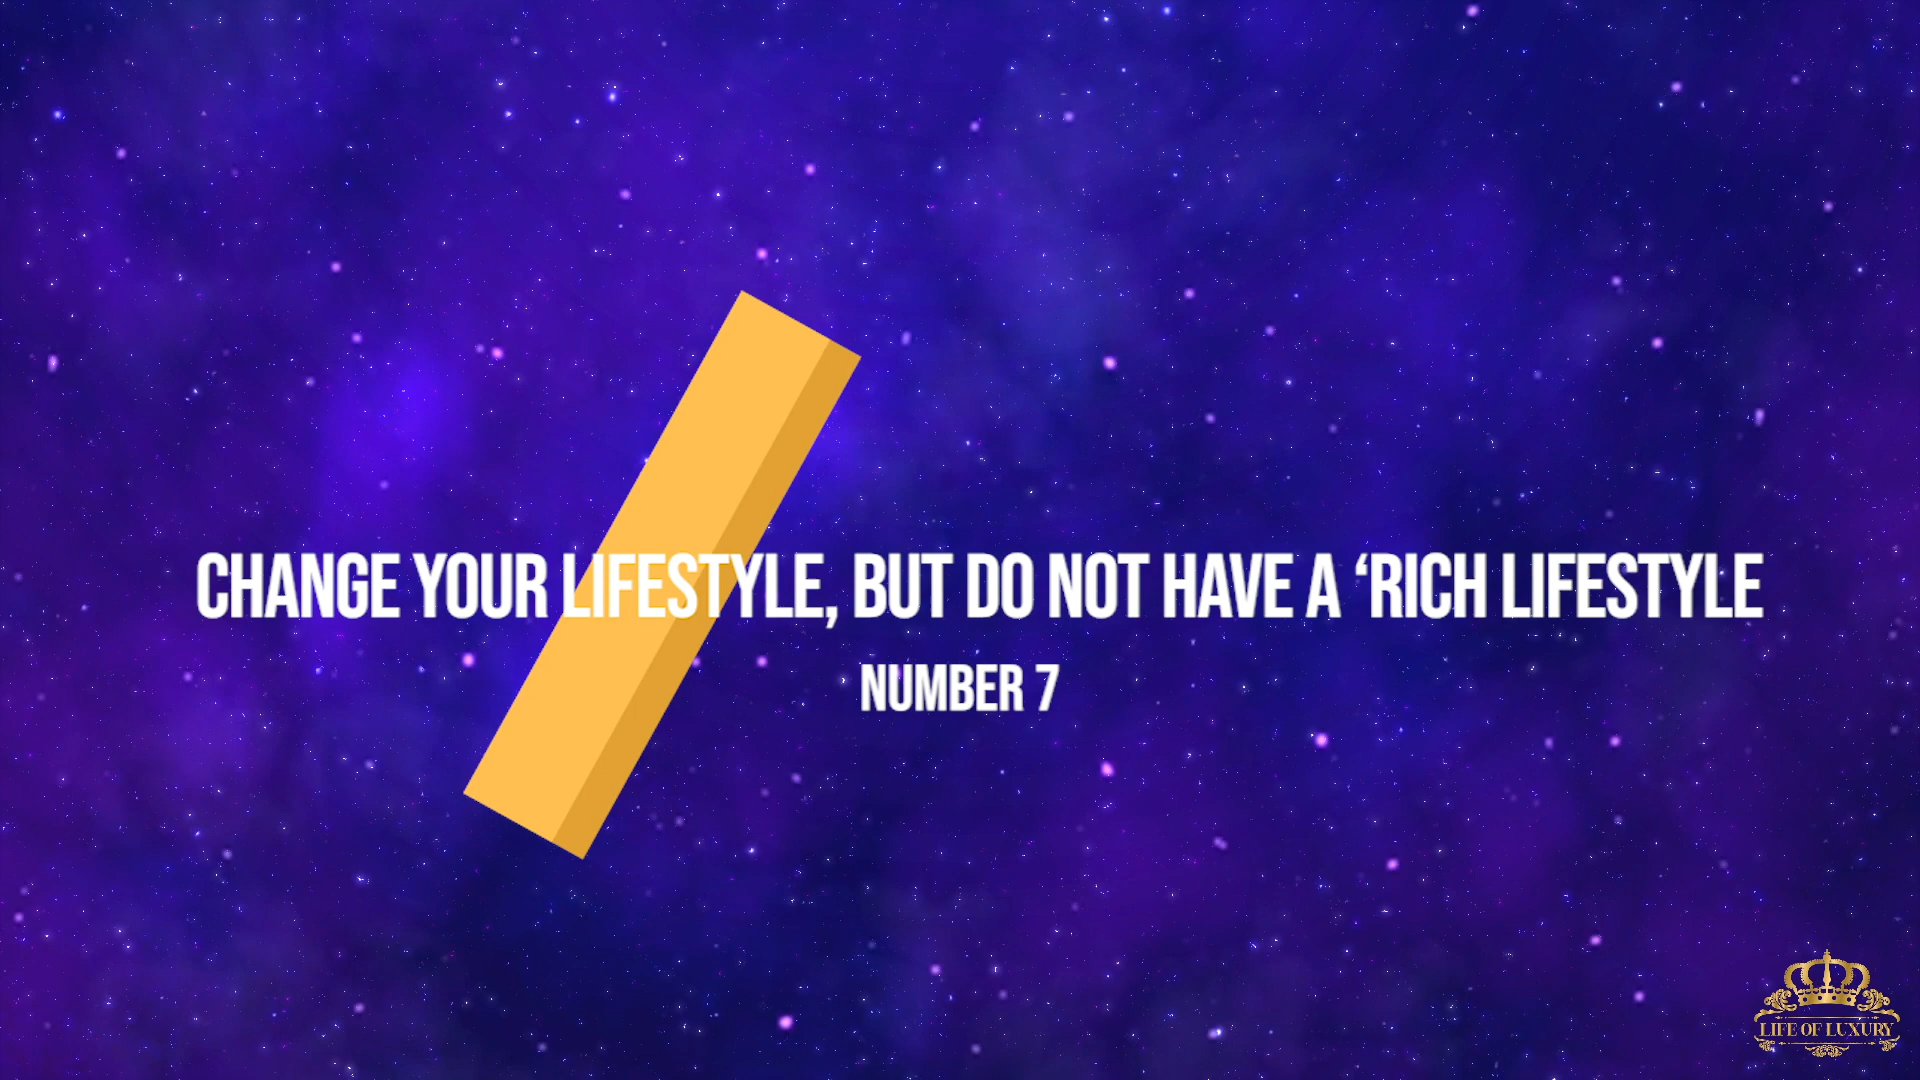 CHANGE YOUR LIFESTYLE, BUT DO NOT HAVE A ‘RICH LIFESTYLE
NUMBER 7
LIFE OF LUXURY